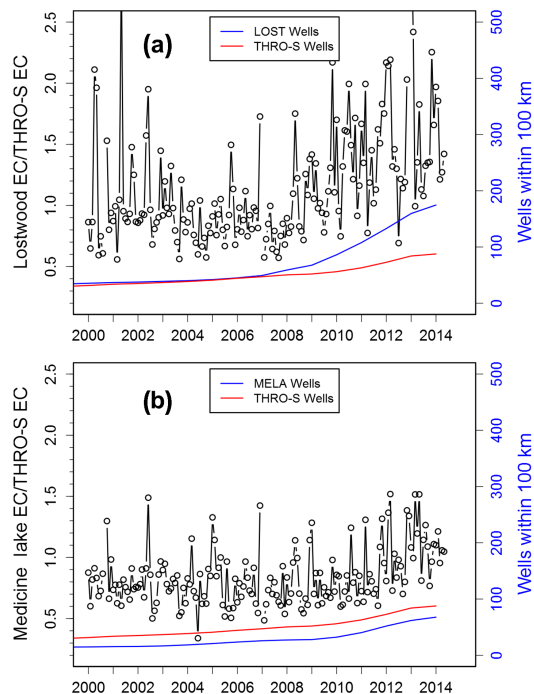 (a)
LOST Wells
THRO-S Wells
Lostwood EC/THRO-S EC
0.5 1.0 1.5 2.0 2.5
Wells within 100 km
0 100 200 300 400 500
2000 2002 2004 2006 2008 2010 2012 2014
(b)
MELA Wells
THRO-S Wells
Medicine lake EC/THRO-S EC
0.5 1.0 1.5 2.0 2.5
Wells within 100 km
0 100 200 300 400 500
2000 2002 2004 2006 2008 2010 2012 2014